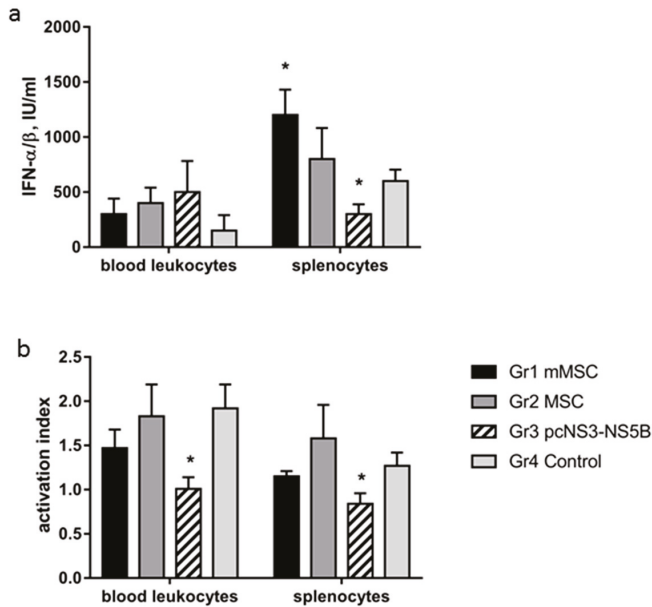 a
IFN-α/β, IU/ml
2000
1500
1000
500
0
*
*
blood leukocytes
splenocytes
b
activation index
2.5
2.0
1.5
1.0
0.5
0.0
*
*
blood leukocytes
splenocytes
Gr1 mMSC
Gr2 MSC
Gr3 pcNS3-NS5B
Gr4 Control